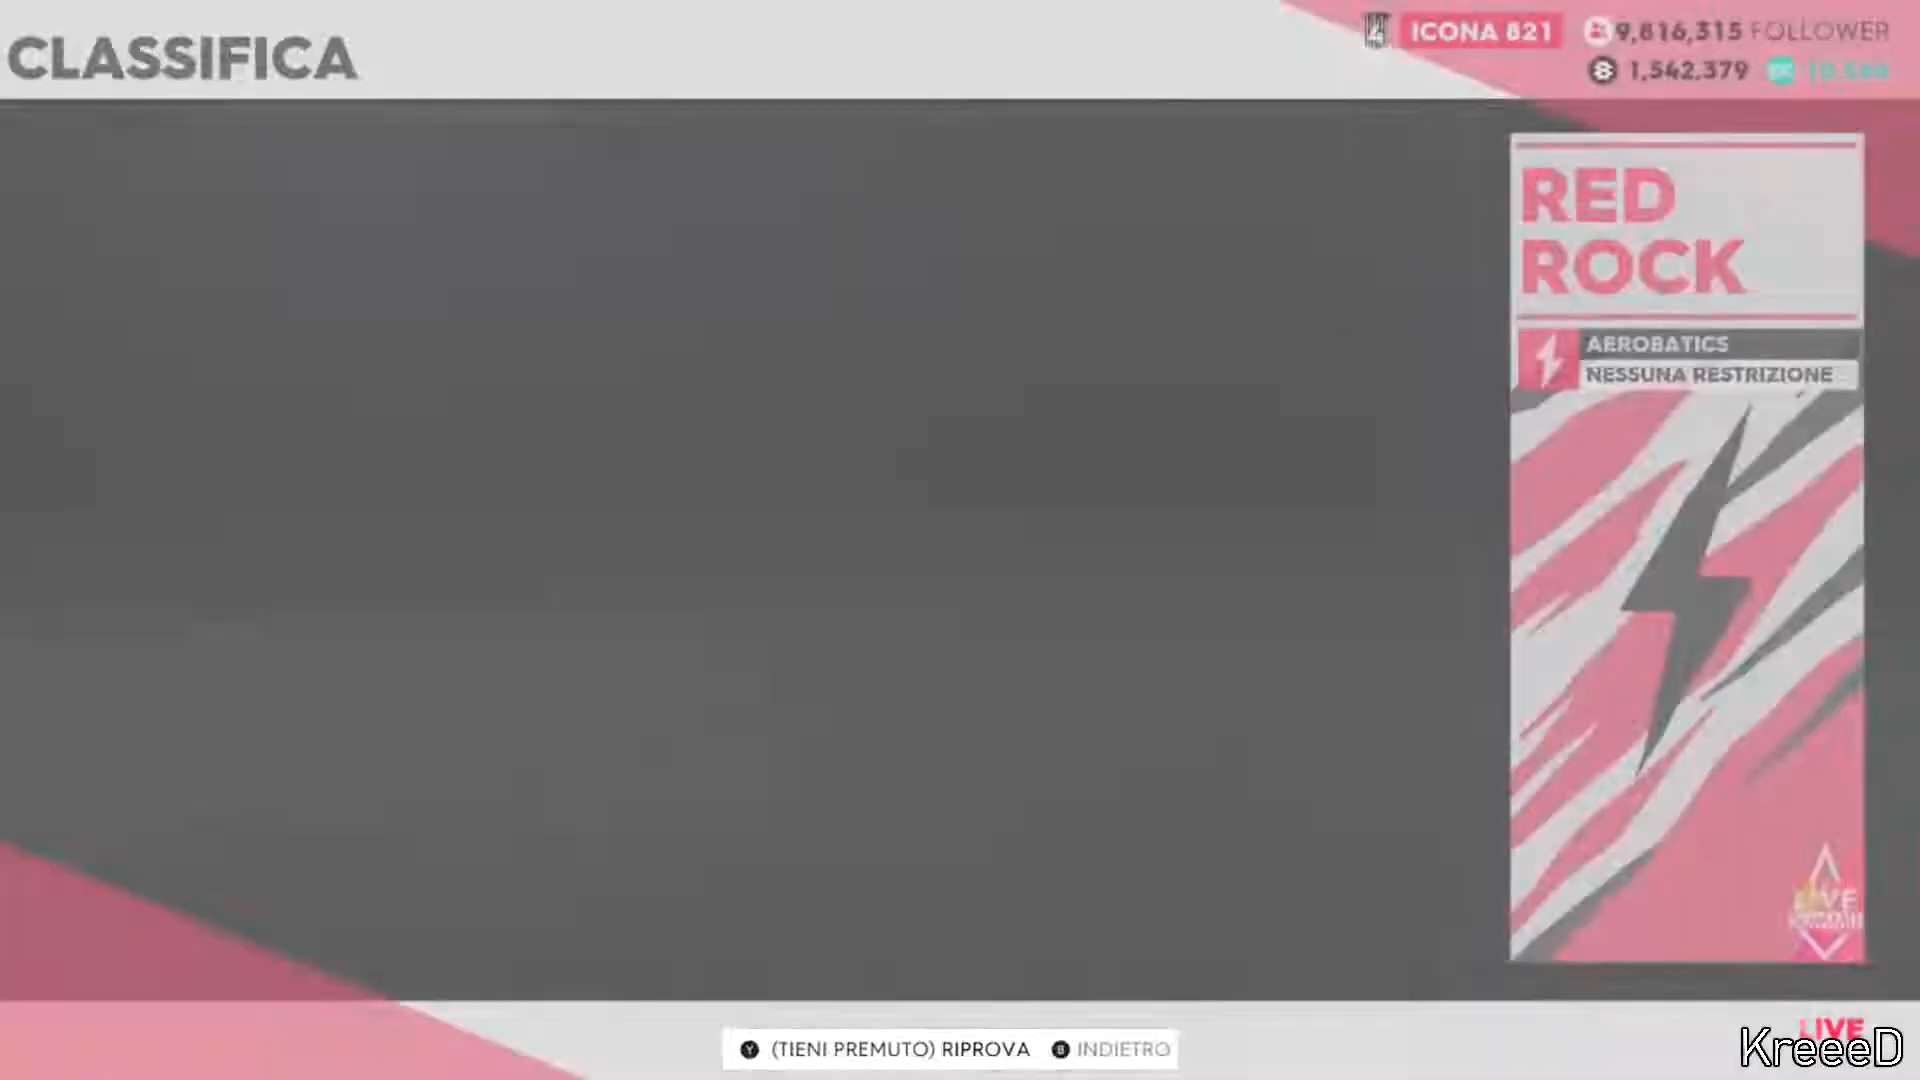 CLASSIFICA
ICONA 821
9,816,315 FOLLOWER
1,542,379
RED
ROCK
AEROBATICS
NESSUNA RESTRIZIONE
LIVE
(TIENI PREMUTO) RIPROVA
INDIETRO
LIVE
KreeeD